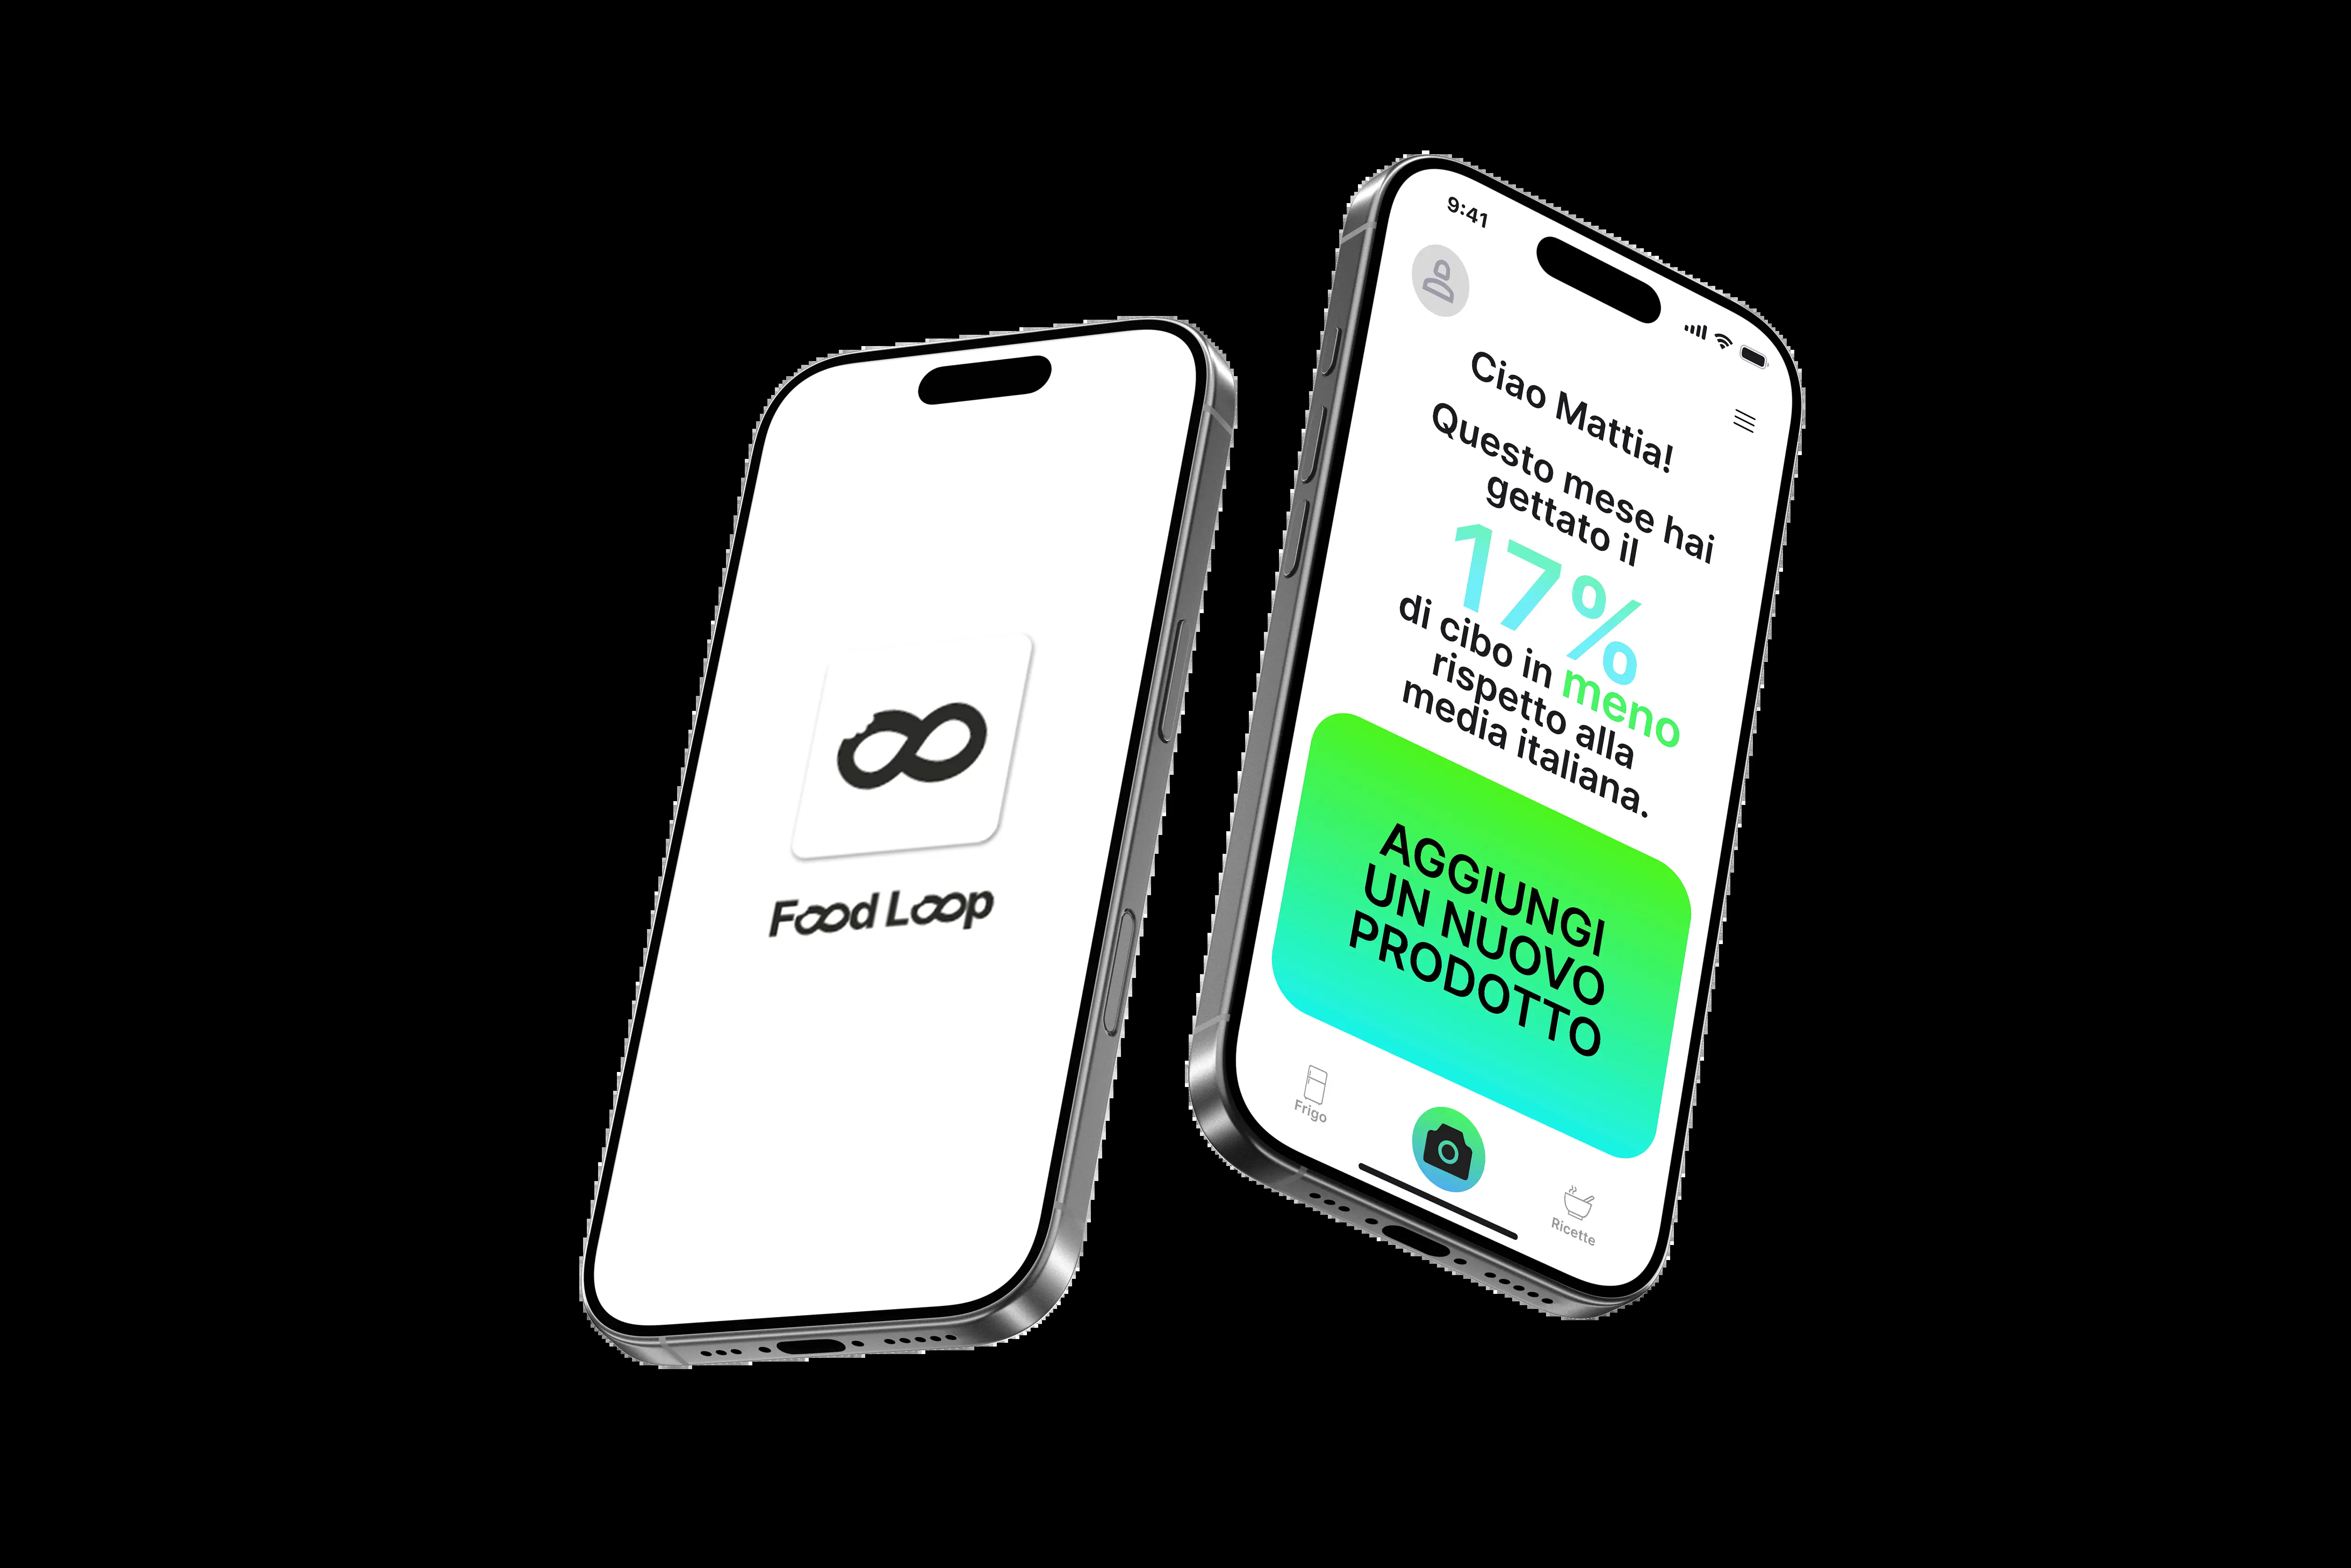 Food Loop
9:41
Ciao Mattia!
Questo mese hai
gettato il
17%
di cibo in meno
rispetto alla
media italiana.
AGGIUNGI
UN NUOVO
PRODOTTO
Frigo
Ricette